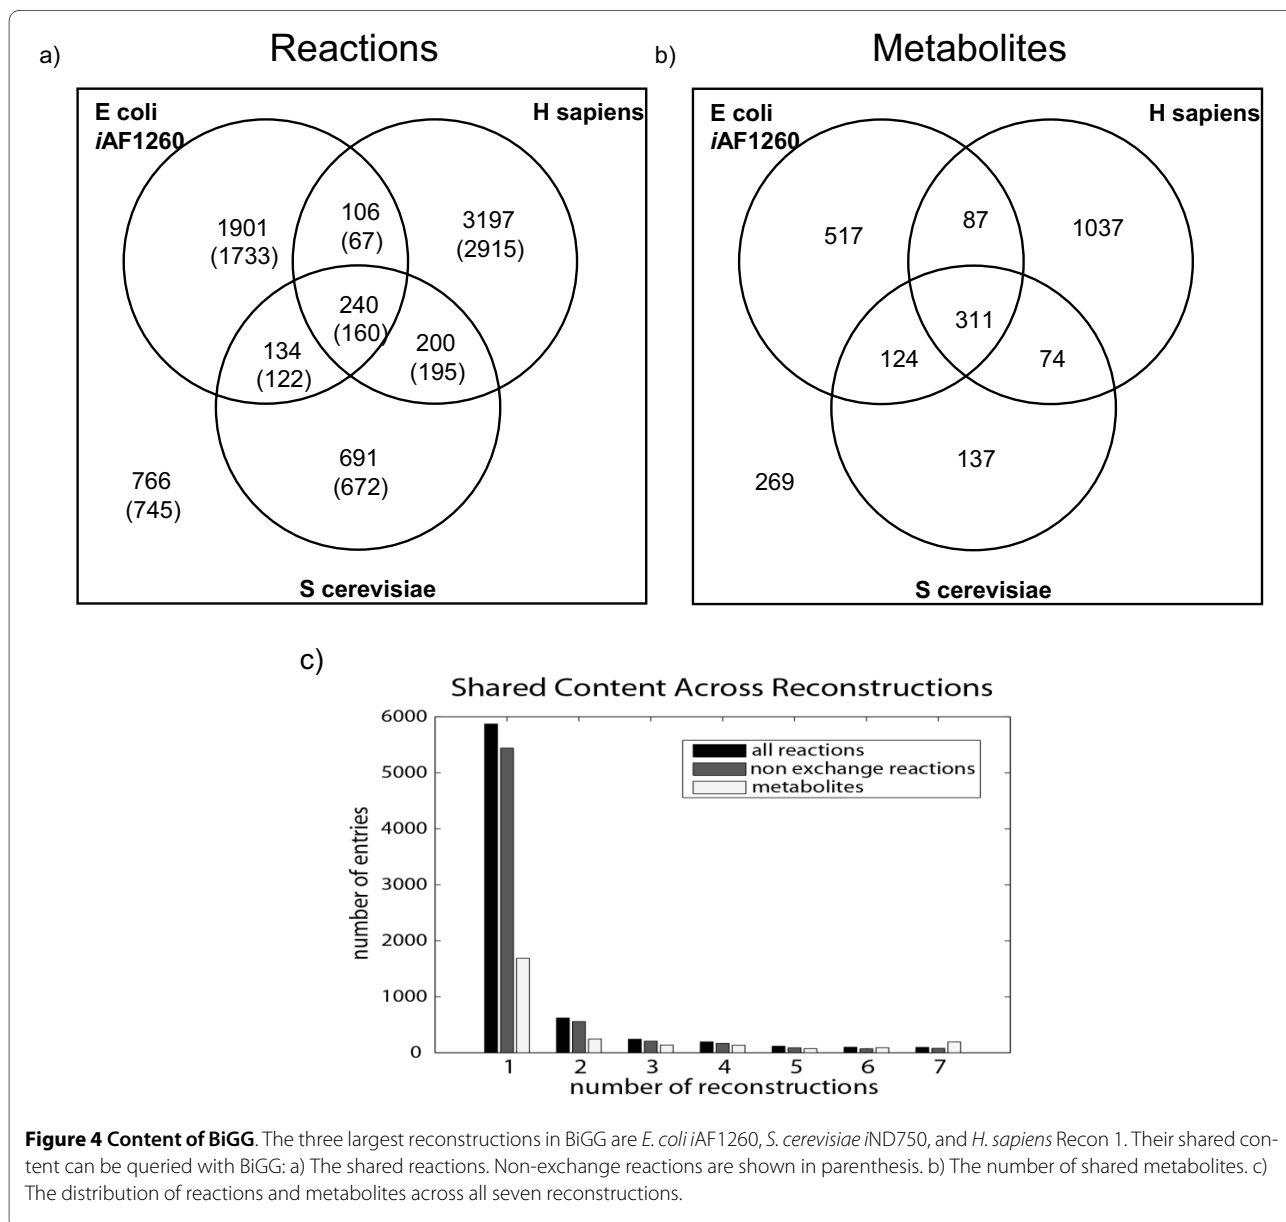 a)
Reactions
E coli
iAF1260
H sapiens
1901
(1733)
106
(67)
3197
(2915)
240
(160)
134
(122)
200
(195)
691
(672)
766
(745)
S cerevisiae
b)
Metabolites
E coli
iAF1260
H sapiens
517
87
1037
311
124
74
137
269
S cerevisiae
c)
Shared Content Across Reconstructions
6000
5000
4000
3000
2000
1000
0
number of entries
all reactions
non exchange reactions
metabolites
1 2 3 4 5 6 7
number of reconstructions
Figure 4 Content of BiGG. The three largest reconstructions in BiGG are E. coli iAF1260, S. cerevisiae iND750, and H. sapiens Recon 1. Their shared con-
tent can be queried with BiGG: a) The shared reactions. Non-exchange reactions are shown in parenthesis. b) The number of shared metabolites. c)
The distribution of reactions and metabolites across all seven reconstructions.